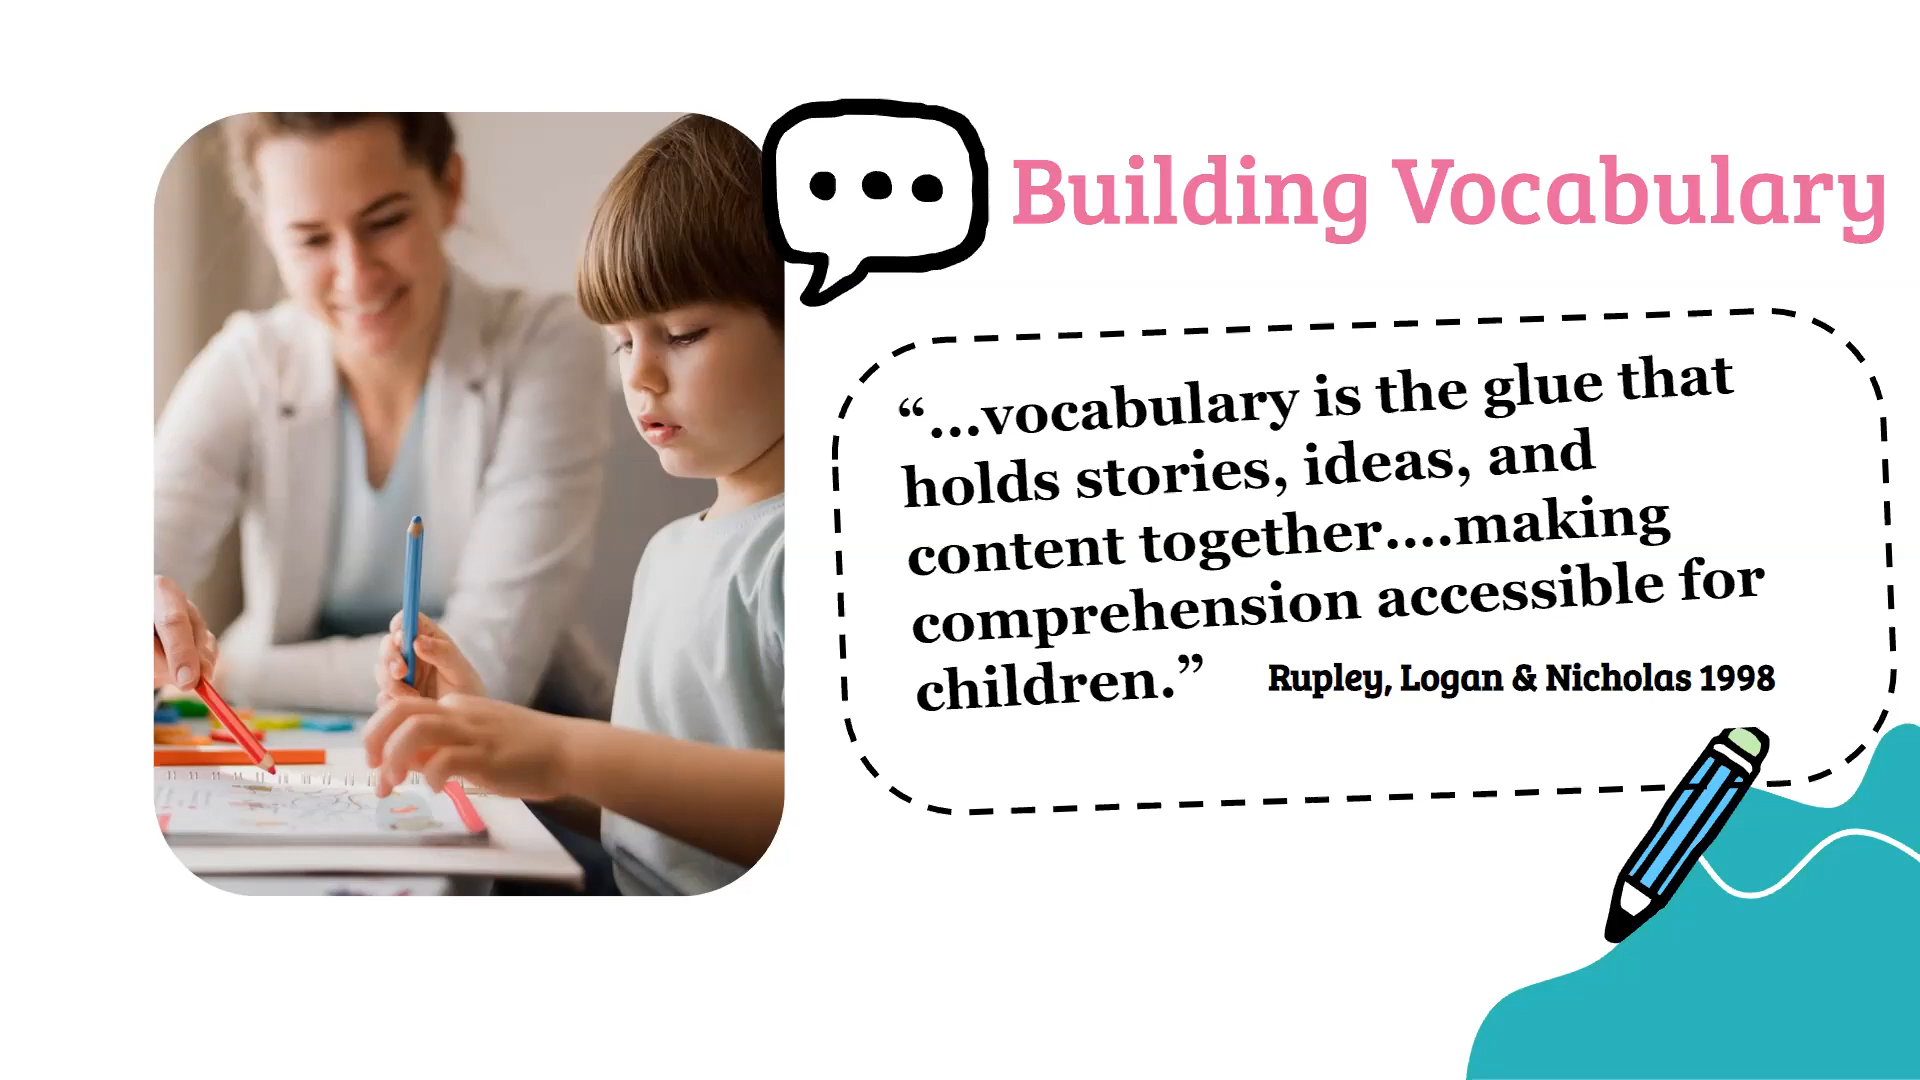 Building Vocabulary
“...vocabulary is the glue that
holds stories, ideas, and
content together....making
comprehension accessible for
children.”
Rupley, Logan & Nicholas 1998